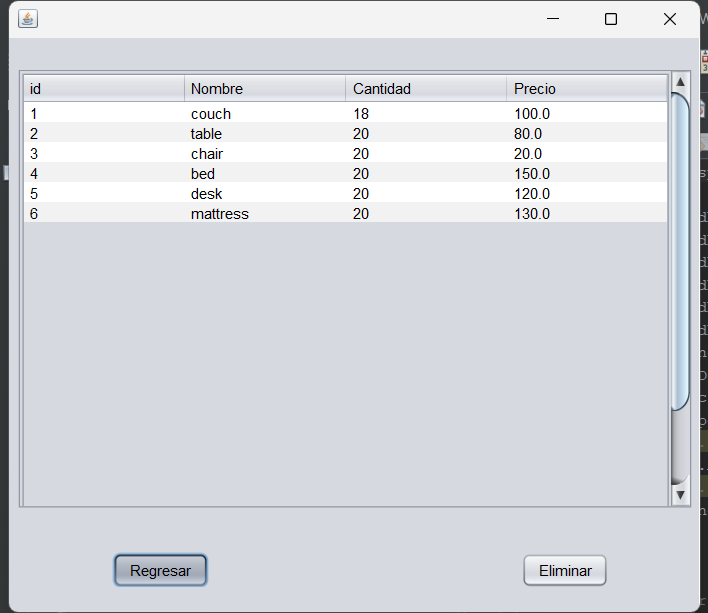 id Nombre Cantidad Precio
1 couch 18 100.0
2 table 20 80.0
3 chair 20 20.0
4 bed 20 150.0
5 desk 20 120.0
6 mattress 20 130.0
Regresar Eliminar